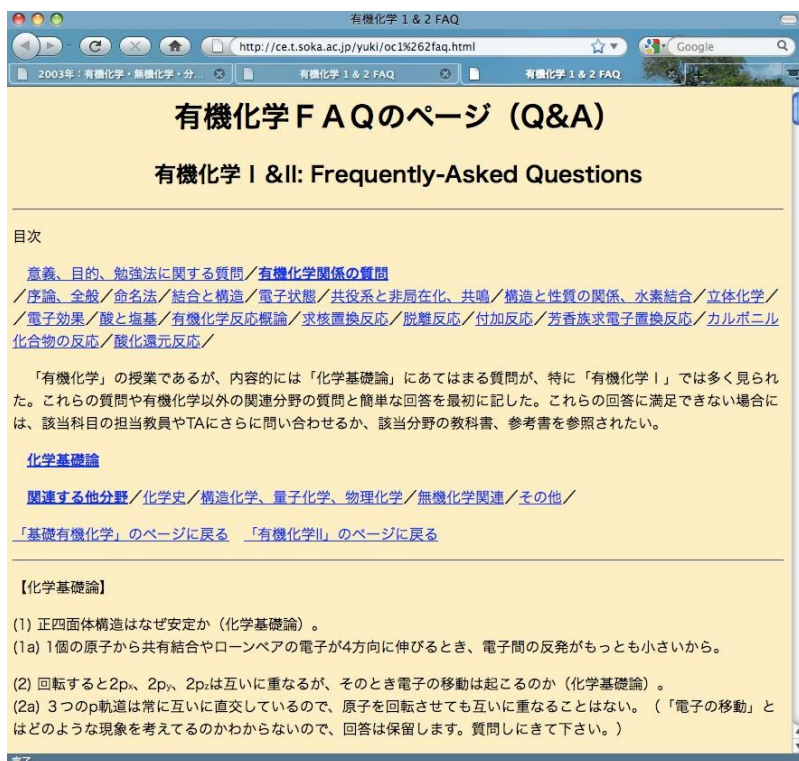 有機化学 1 & 2 FAQ
http://ce.t.soka.ac.jp/yuki/oc1%262faq.html
Google
2003年:有機化学・無機化学・分...
有機化学 1 & 2 FAQ
有機化学 1 & 2 FAQ
有機化学FAQのページ(Q&A)
有機化学Ⅰ&II: Frequently-Asked Questions
目次
意義、目的、勉強法に関する質問/有機化学関係の質問
/序論、全般/命名法/結合と構造/電子状態/共役系と非局在化、共鳴/構造と性質の関係、水素結合/立体化学/
/電子効果/酸と塩基/有機化学反応概論/求核置換反応/脱離反応/付加反応/芳香族求電子置換反応/カルボニル
化合物の反応/酸化還元反応/
「有機化学」の授業であるが、内容的には「化学基礎論」にあてはまる質問が、特に「有機化学Ⅰ」では多く見られ
た。これらの質問や有機化学以外の関連分野の質問と簡単な回答を最初に記した。これらの回答に満足できない場合に
は、該当科目の担当教員やTAにさらに問い合わせるか、該当分野の教科書、参考書を参照されたい。
化学基礎論
関連する他分野/化学史/構造化学、量子化学、物理化学/無機化学関連/その他/
「基礎有機化学」のページに戻る 「有機化学II」のページに戻る
【化学基礎論】
(1) 正四面体構造はなぜ安定か(化学基礎論)。
(1a) 1個の原子から共有結合やローンペアの電子が4方向に伸びるとき、電子間の反発がもっとも小さいから。
(2) 回転すると2px、2py、2pzは互いに重なるが、そのとき電子の移動は起こるのか(化学基礎論)。
(2a) 3つのp軌道は常に互いに直交しているので、原子を回転させても互いに重なることはない。(「電子の移動」と
はどのような現象を考えてるのかわからないので、回答は保留します。質問しにきて下さい。)
完了